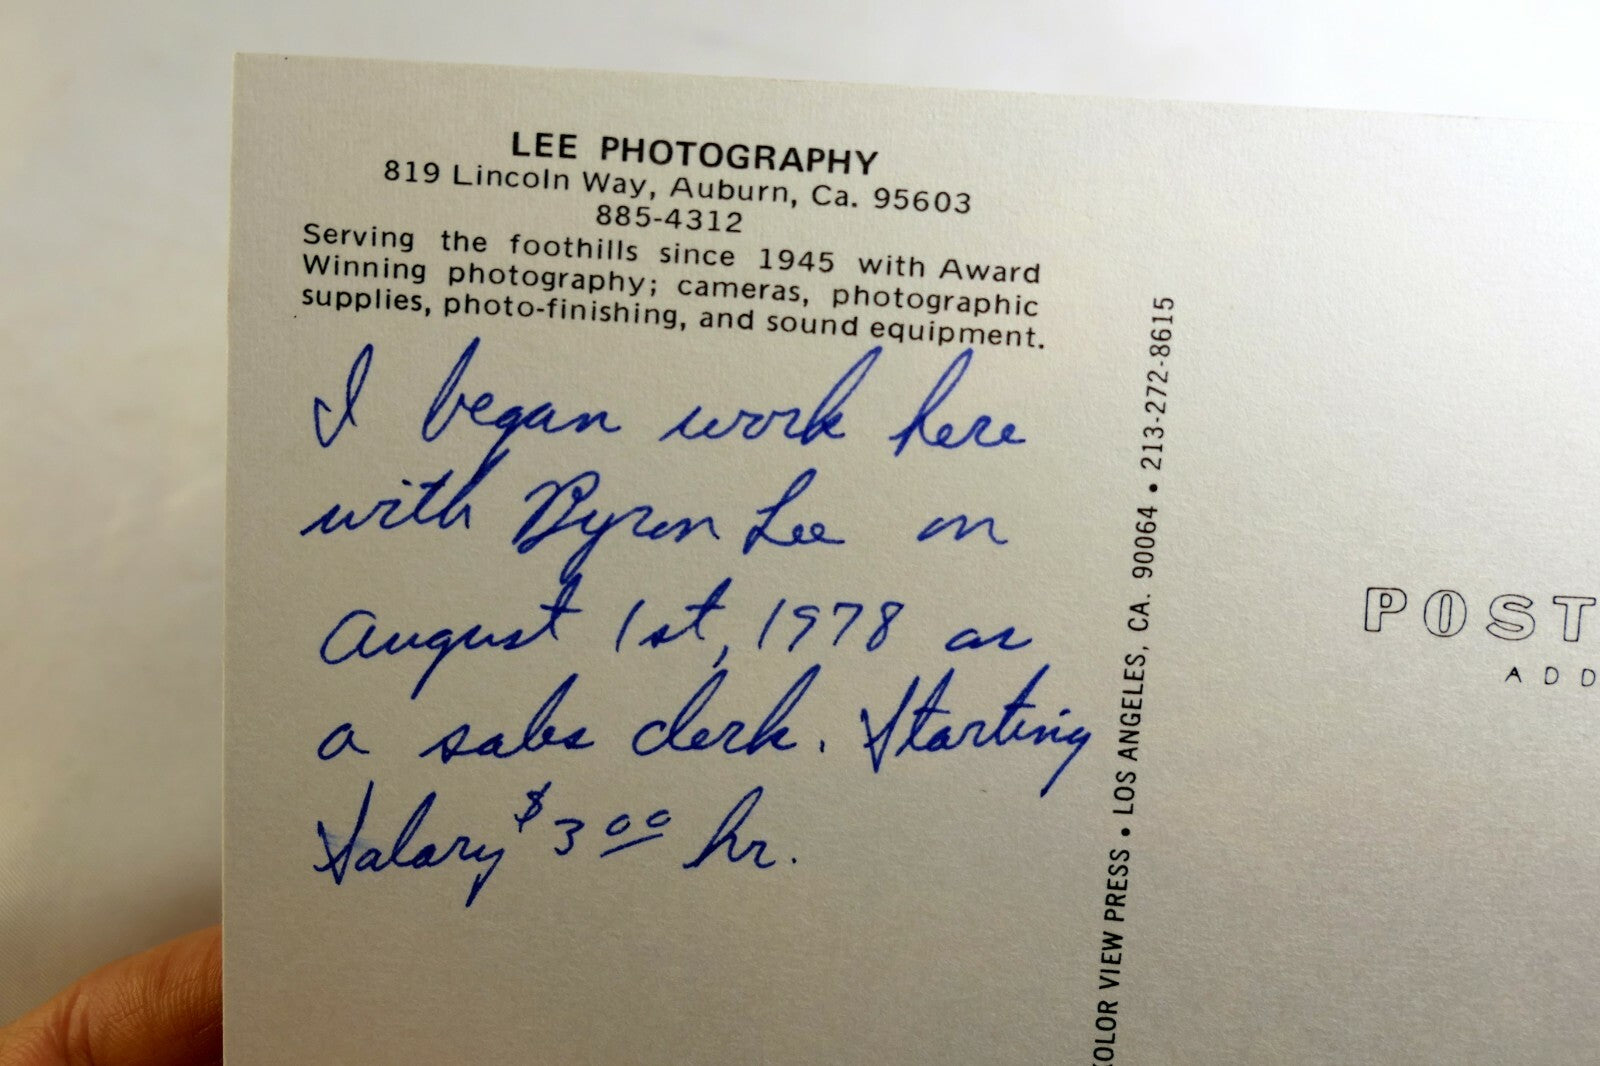 LEE PHOTOGRAPHY
819 Lincoln Way, Auburn, Ca. 95603
885-4312
Serving the foothills since 1945 with Award
Winning photography; cameras, photographic
supplies, photo-finishing, and sound equipment.
I began work here
with Byron Lee on
August 1st, 1978 as
a sales clerk. Starting
Salary $3.00 hr.
COLOR VIEW PRESS • LOS ANGELES, CA. 90064 • 213-272-8615
POST
ADD